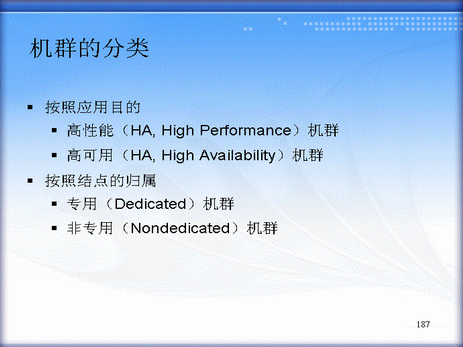 机群的分类
按照应用目的
高性能（HA, High Performance）机群
高可用（HA, High Availability）机群
按照结点的归属
专用（Dedicated）机群
非专用（Nondedicated）机群
187